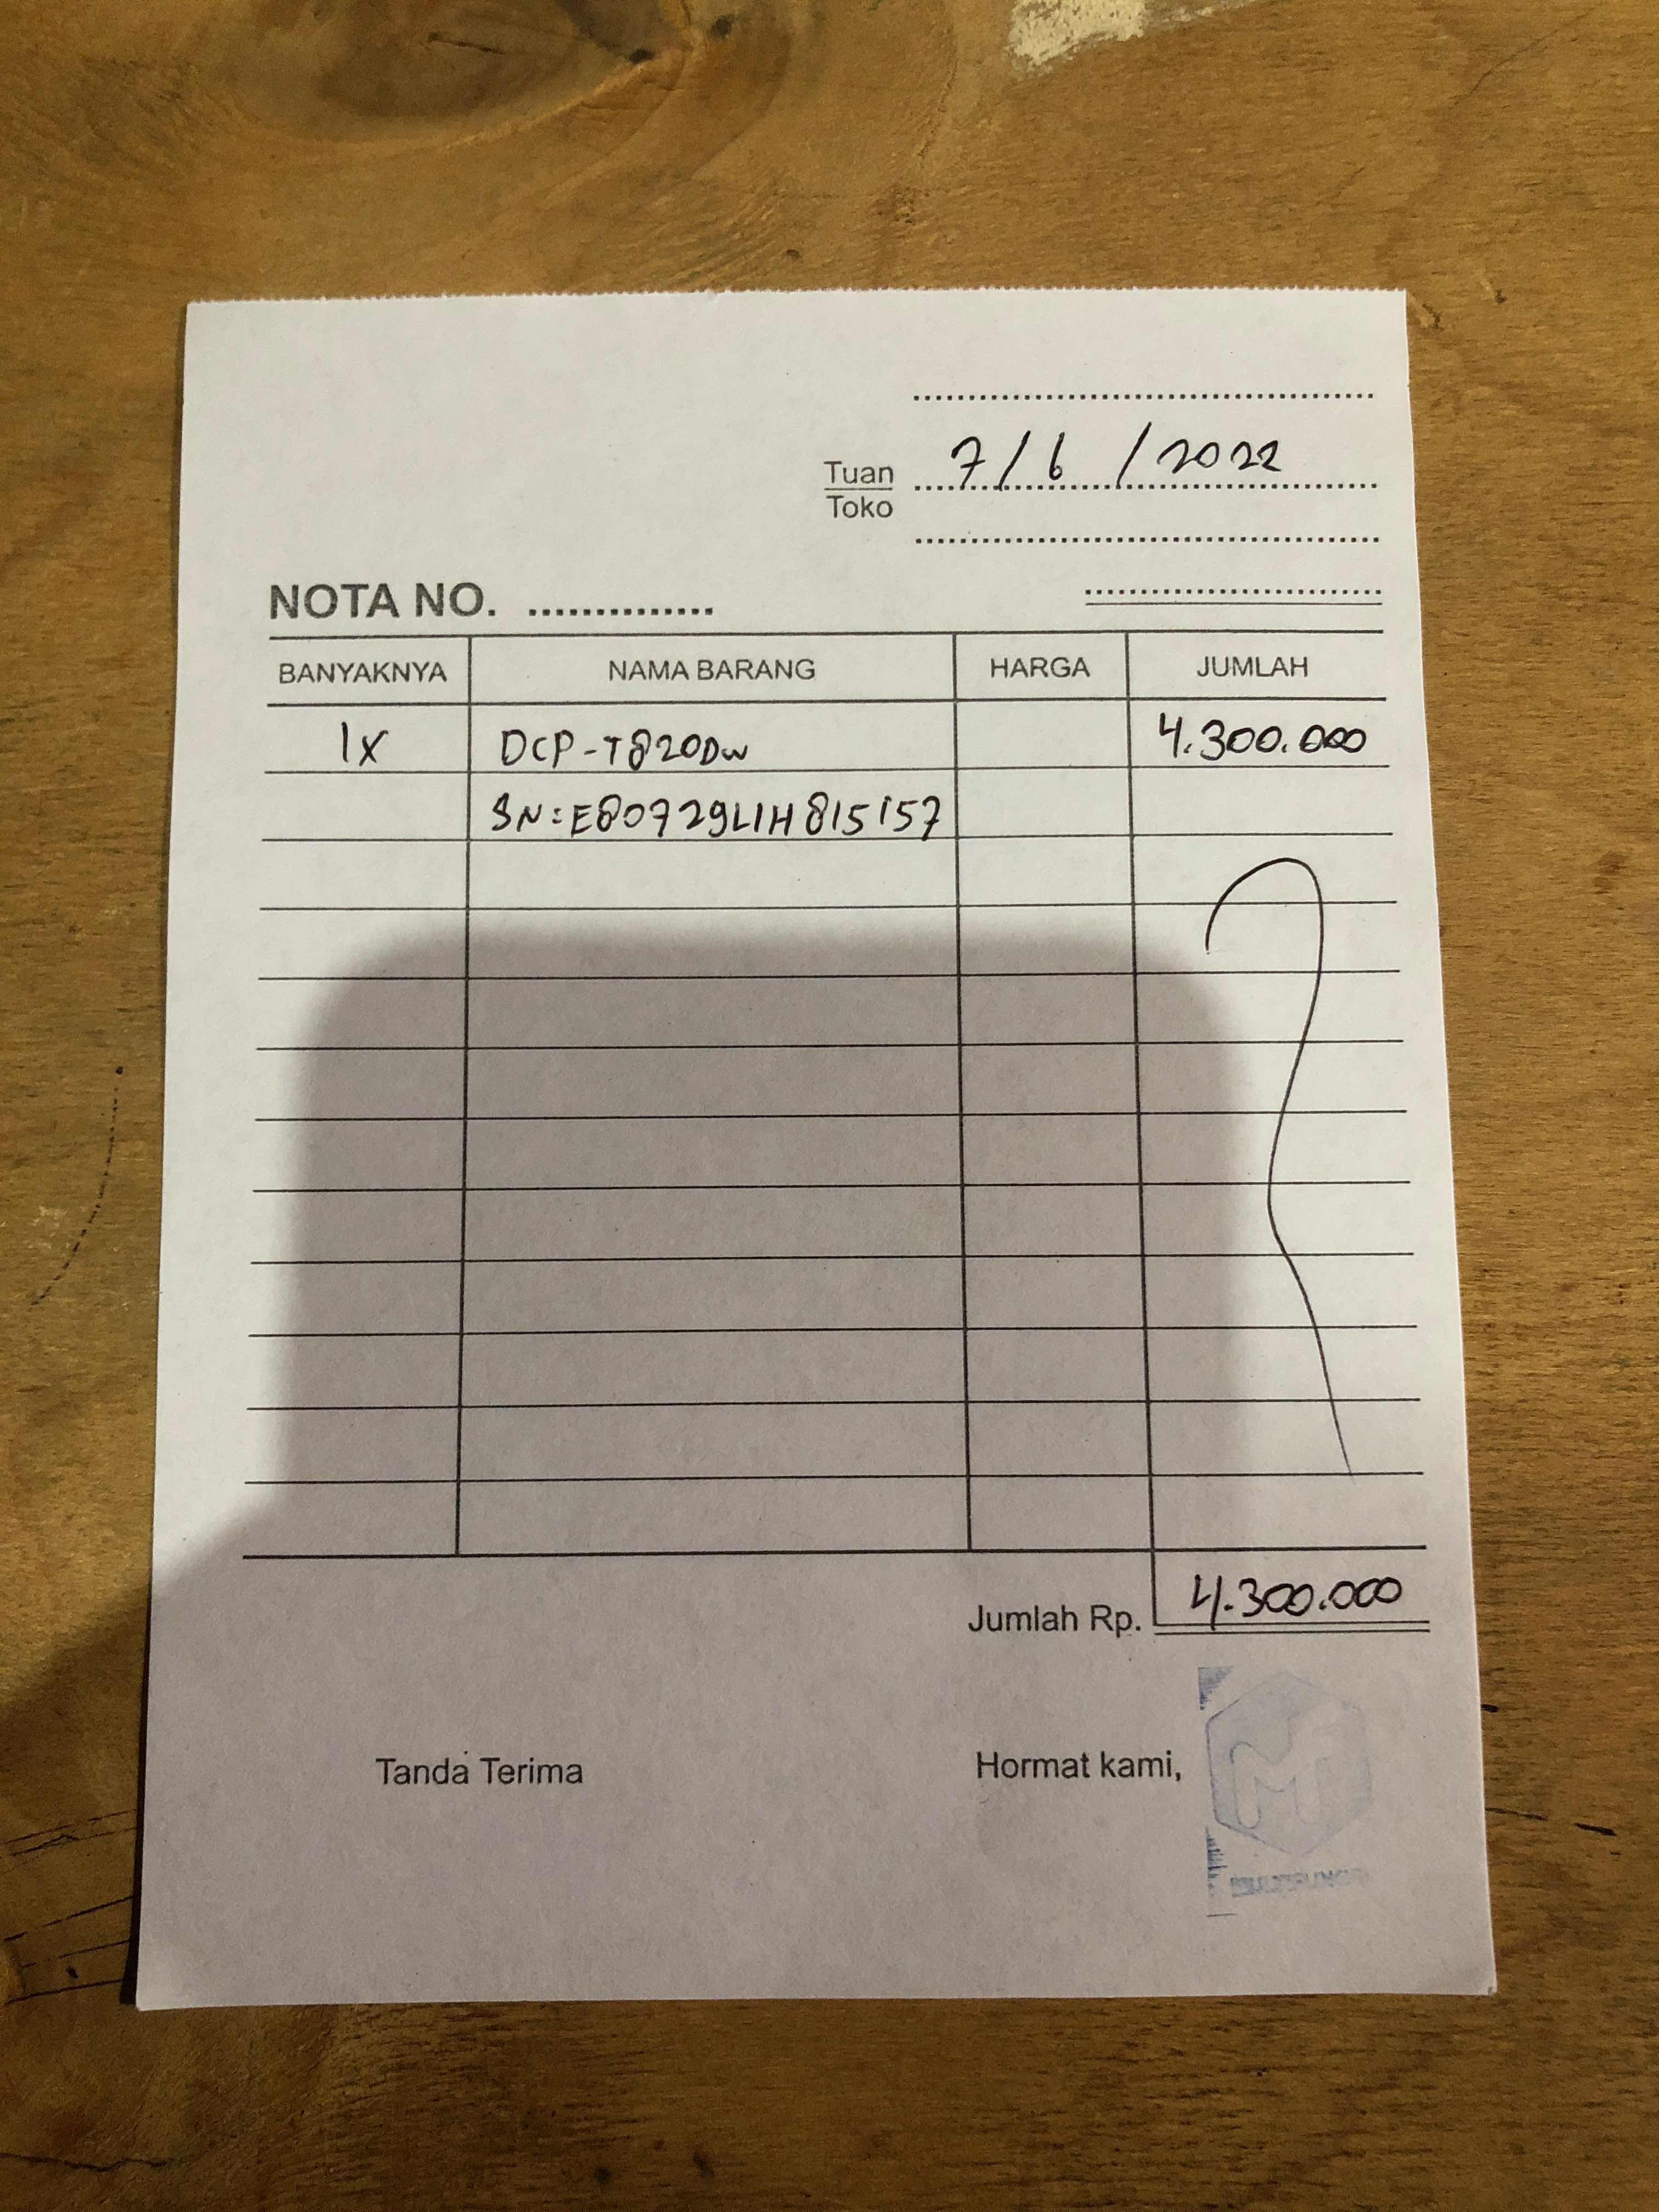 7/6/2022
Tuan
Toko
NOTA NO. ..............
BANYAKNYA NAMA BARANG HARGA JUMLAH
1x DCP-T820DW 4.300.000
SN:E80729L1H815157
Jumlah Rp. 4.300.000
Tanda Terima Hormat kami,